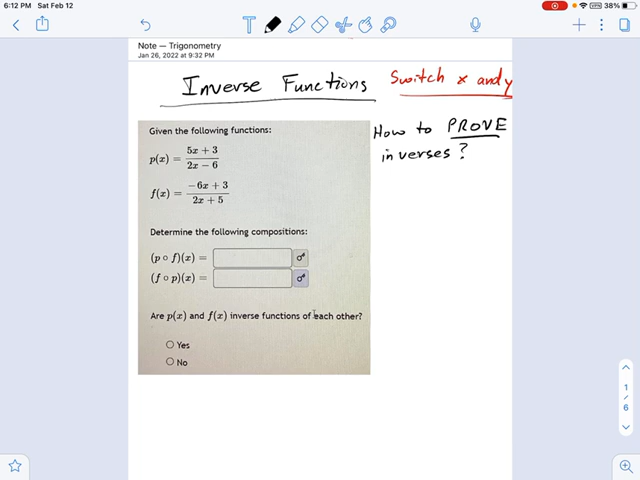 6:12 PM Sat Feb 12
38%
T
Note — Trigonometry
Jan 26, 2022 at 9:32 PM
Inverse Functions Switch x and y
How to PROVE
inverses?
Given the following functions:
p(x) = \frac{5x + 3}{2x - 6}
f(x) = \frac{-6x + 3}{2x + 5}
Determine the following compositions:
(p ∘ f)(x) =
(f ∘ p)(x) =
Are p(x) and f(x) inverse functions of each other?
Yes
No
1
/
6